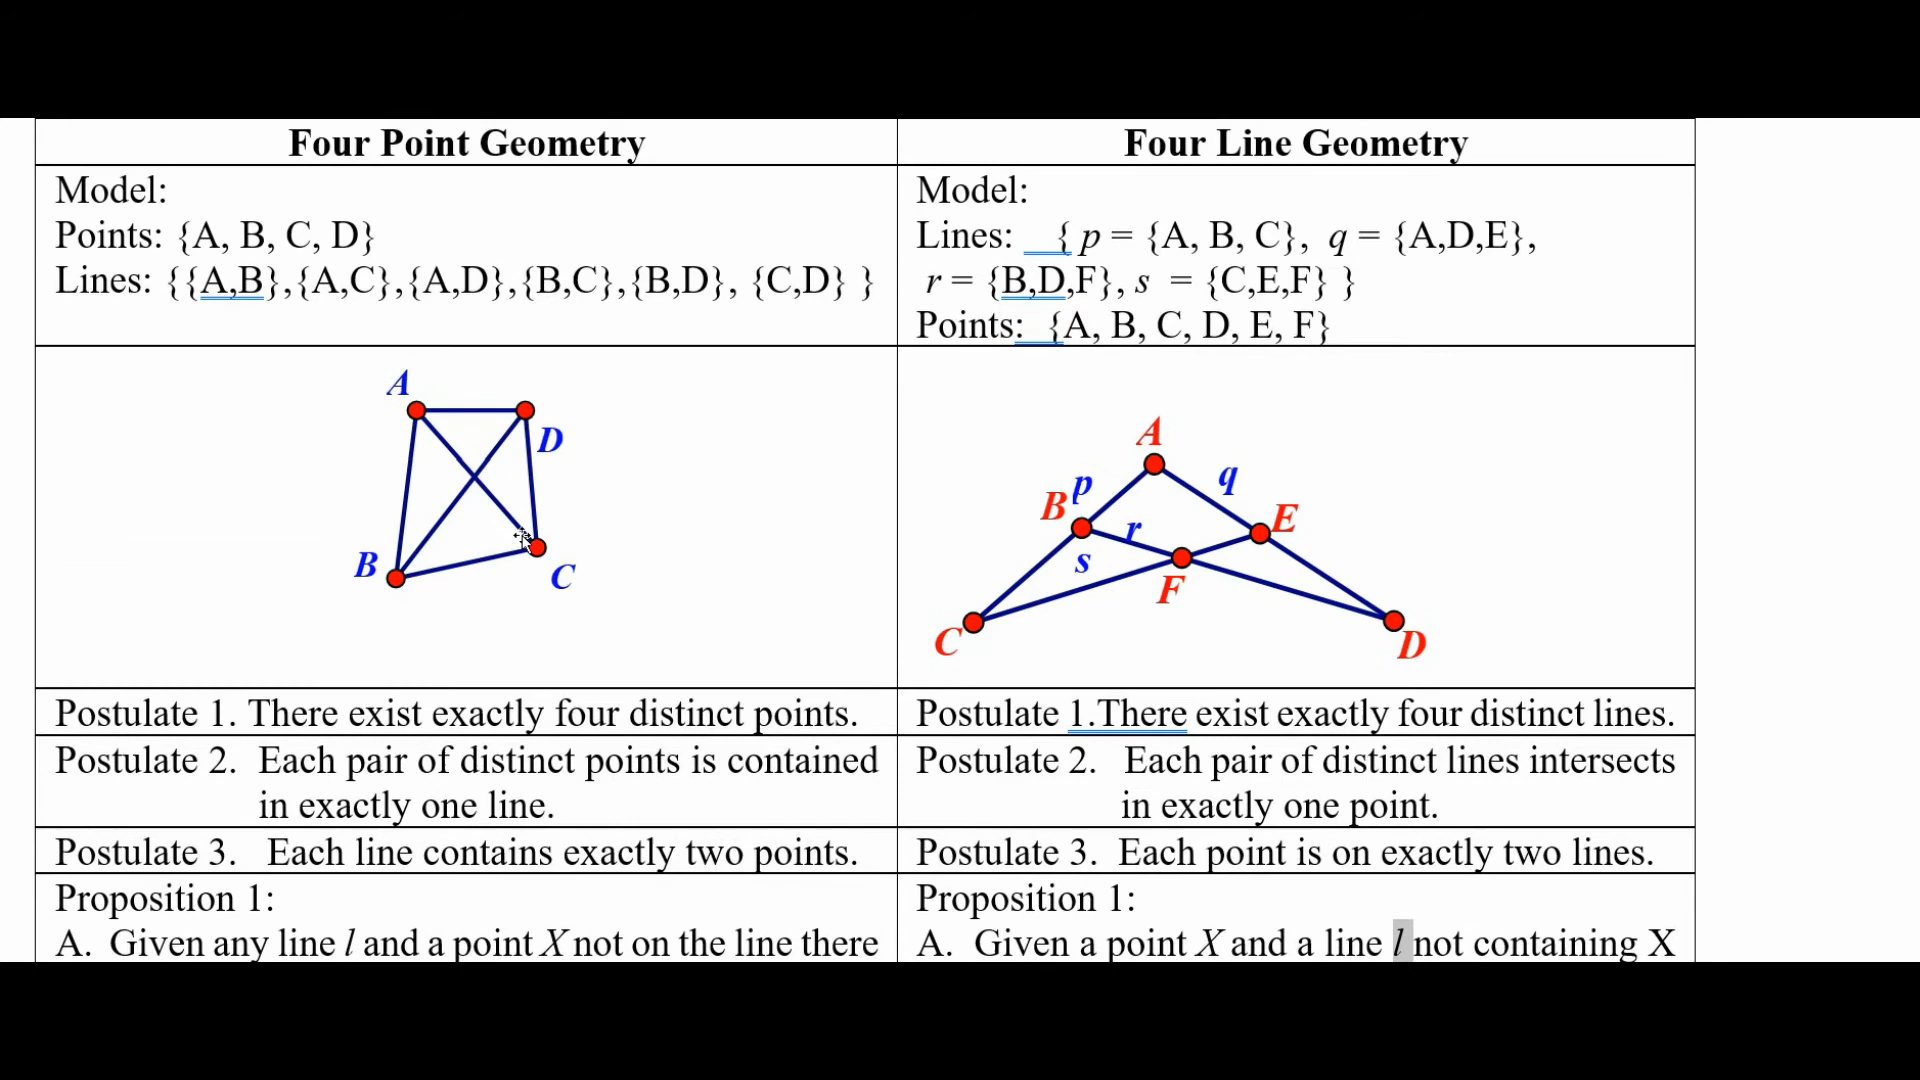 Four Point Geometry
Model:
Points: {A, B, C, D}
Lines: {{A,B},{A,C},{A,D},{B,C},{B,D}, {C,D} }
A
D
B
C
Postulate 1. There exist exactly four distinct points.
Postulate 2. Each pair of distinct points is contained
in exactly one line.
Postulate 3. Each line contains exactly two points.
Proposition 1:
A. Given any line l and a point X not on the line there
Four Line Geometry
Model:
Lines: { p = {A, B, C}, q = {A,D,E},
r = {B,D,F}, s = {C,E,F} }
Points: {A, B, C, D, E, F}
A
p
q
B
r
E
s
F
C
D
Postulate 1.There exist exactly four distinct lines.
Postulate 2. Each pair of distinct lines intersects
in exactly one point.
Postulate 3. Each point is on exactly two lines.
Proposition 1:
A. Given a point X and a line l not containing X